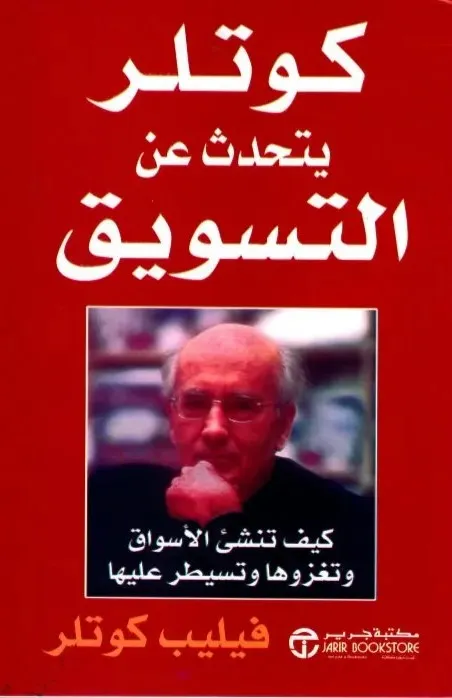 كوتلر
يتحدث عن
التسويق
كيف تنشئ الأسواق
وتغزوها وتسيطر عليها
فيليب كوتلر
مكتبة جرير
JARIR BOOKSTORE